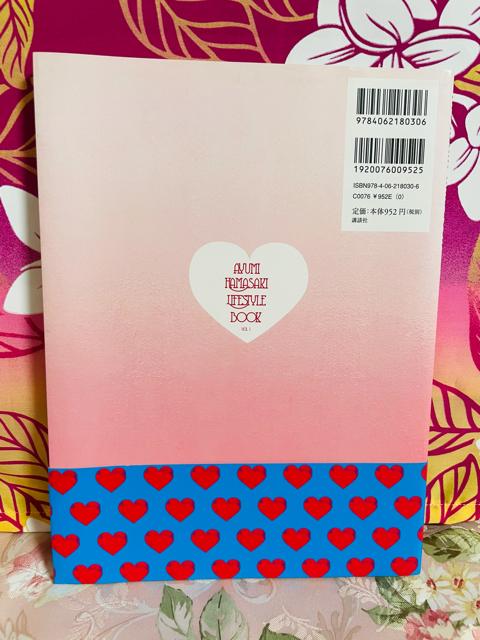 9784062180306
1920076009525
ISBN978-4-06-218030-6
C0076 ¥952E (0)
定価:本体952円(税別)
講談社
AYUMI
HAMASAKI
LIFESTYLE
BOOK
VOL 1